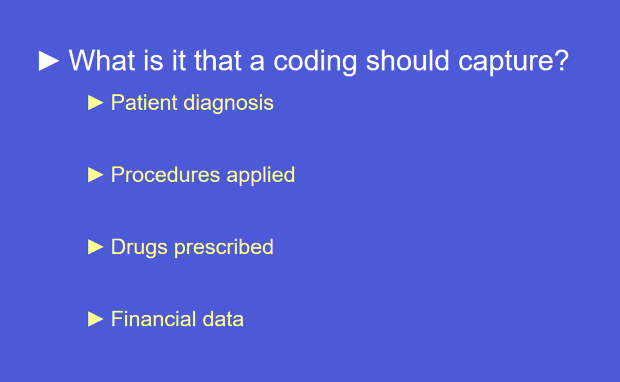 ► What is it that a coding should capture?
► Patient diagnosis
► Procedures applied
► Drugs prescribed
► Financial data